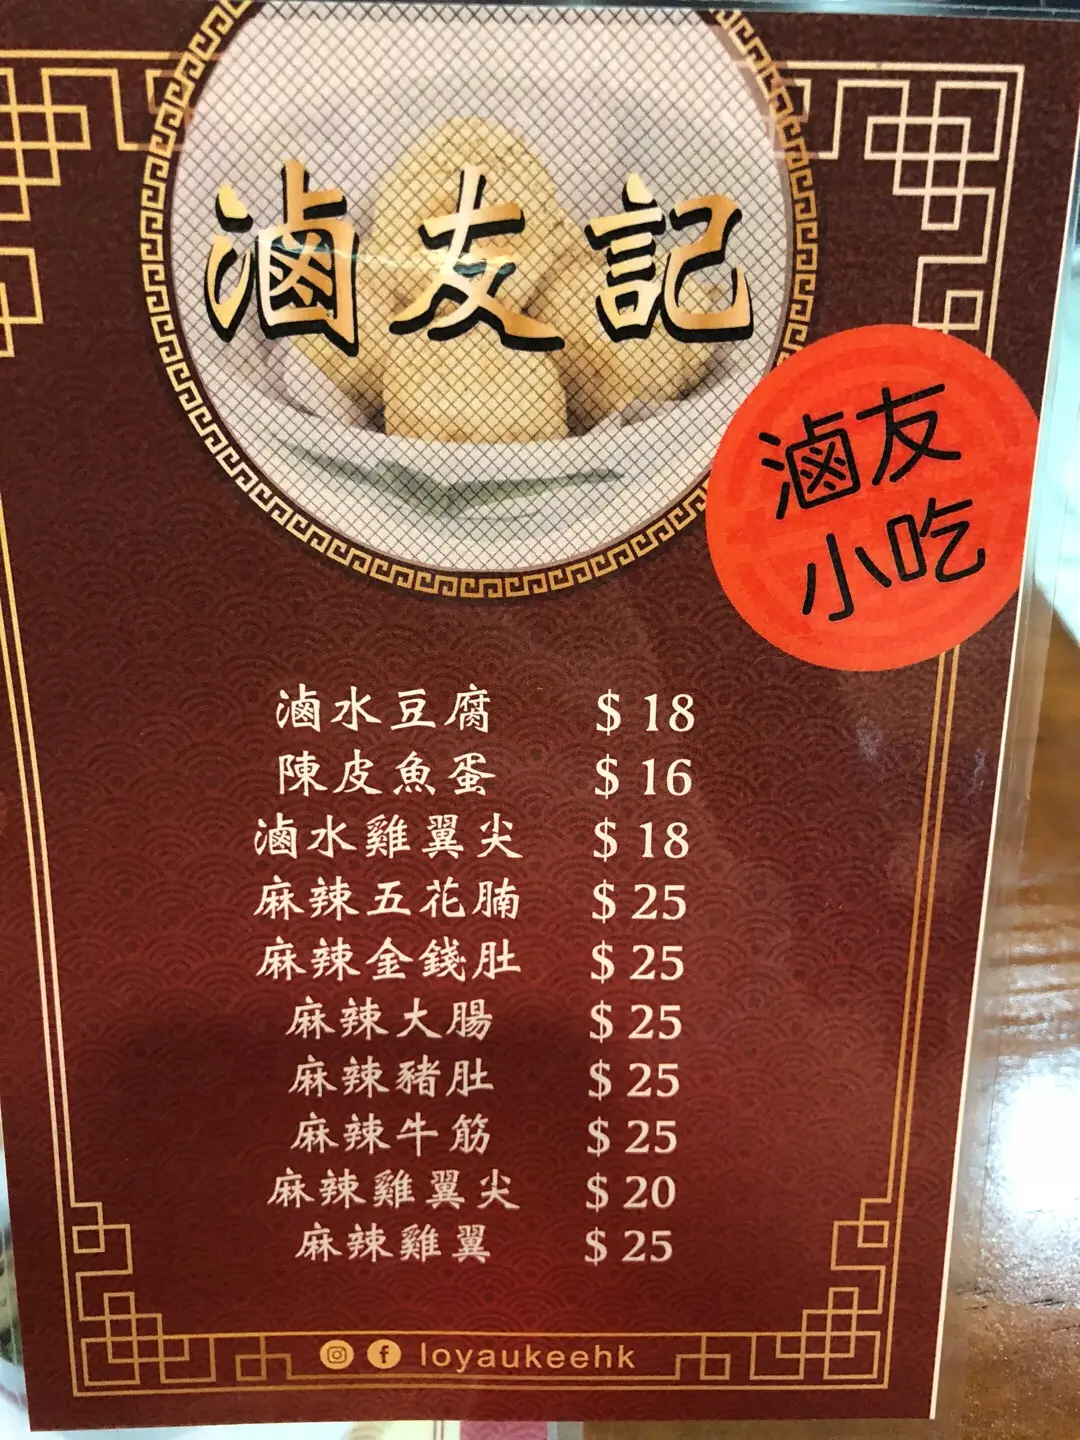 滷友記
滷友
小吃
滷水豆腐 $ 18
陳皮魚蛋 $ 16
滷水雞翼尖 $ 18
麻辣五花腩 $ 25
麻辣金錢肚 $ 25
麻辣大腸 $ 25
麻辣豬肚 $ 25
麻辣牛筋 $ 25
麻辣雞翼尖 $ 20
麻辣雞翼 $ 25
loyaukeehk